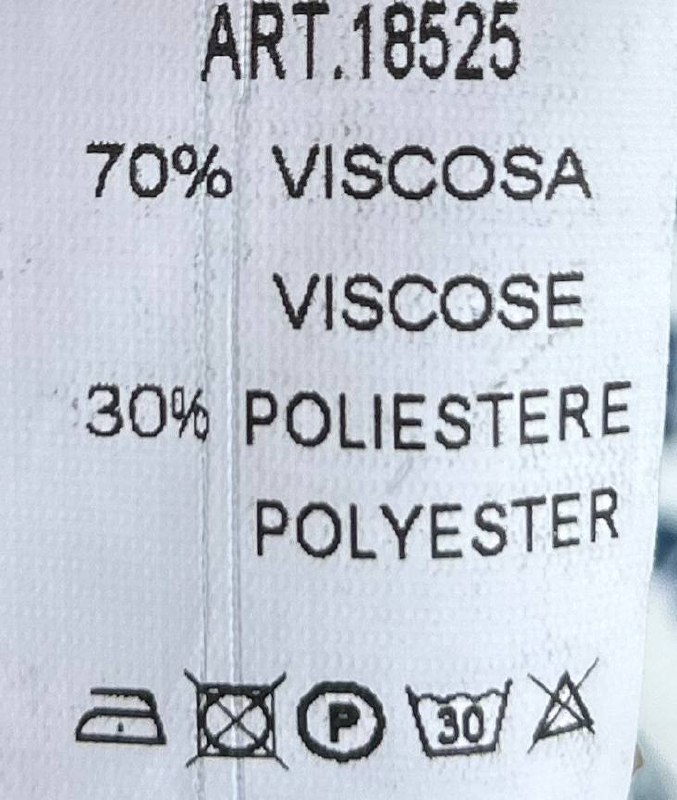 ART.18525
70% VISCOSA
VISCOSE
30% POLIESTERE
POLYESTER
P 30